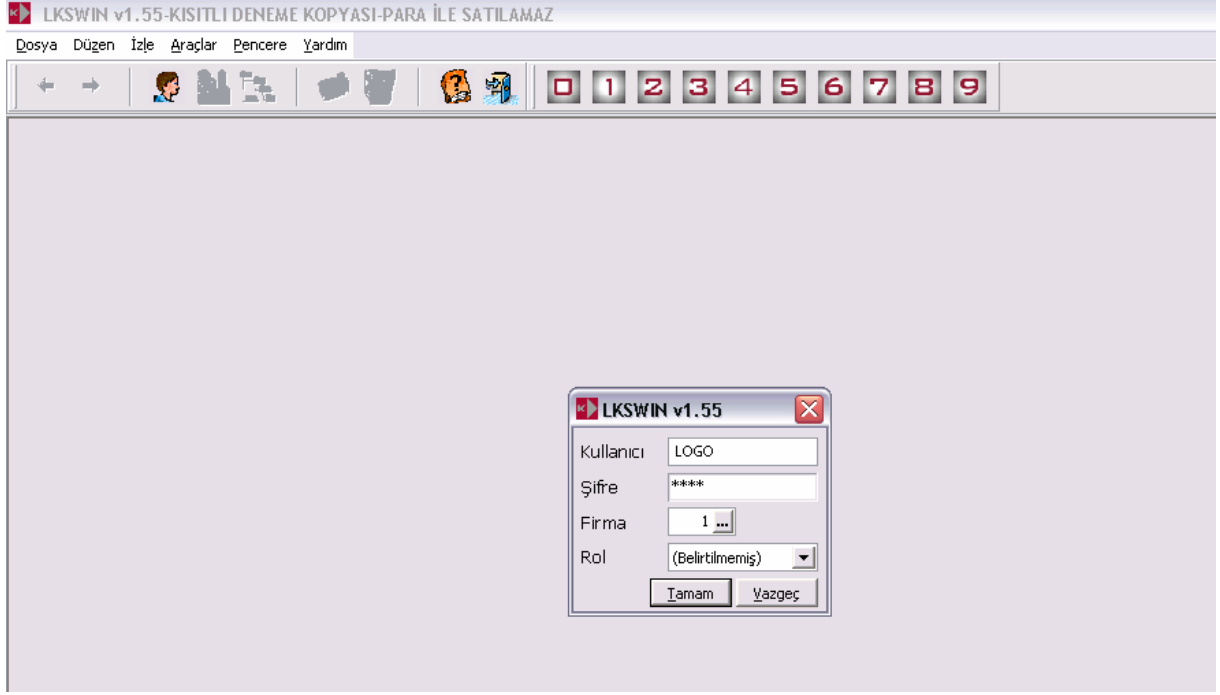 LKSWIN v1.55-KISITLI DENEME KOPYASI-PARA İLE SATILAMAZ
Dosya Düzen İzle Araçlar Pencere Yardım
0 1 2 3 4 5 6 7 8 9
LKSWIN v1.55
Kullanıcı LOGO
Şifre ****
Firma 1 ...
Rol (Belirtilmemiş)
Tamam Vazgeç